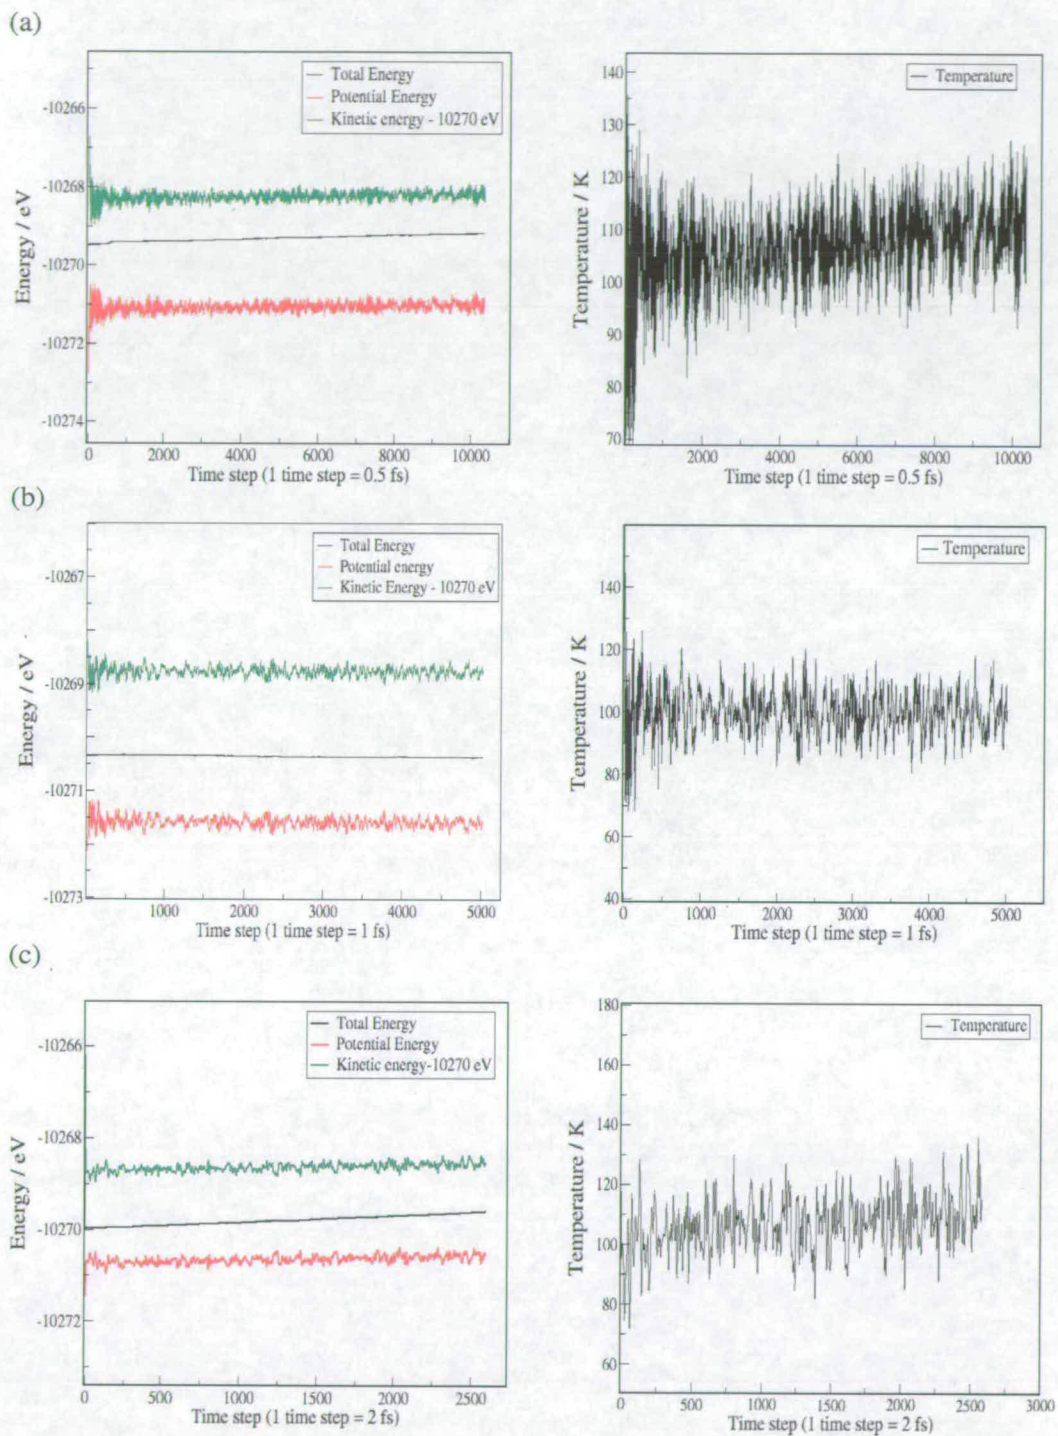 (a)
Total Energy
Potential Energy
Kinetic energy - 10270 eV
-10266
-10268
-10270
-10272
-10274
Energy / eV
0 2000 4000 6000 8000 10000
Time step (1 time step = 0.5 fs)
Temperature
140
130
120
110
100
90
80
70
Temperature / K
2000 4000 6000 8000 10000
Time step (1 time step = 0.5 fs)
(b)
Total Energy
Potential energy
Kinetic Energy - 10270 eV
-10267
-10269
-10271
-10273
Energy / eV
1000 2000 3000 4000 5000
Time step (1 time step = 1 fs)
Temperature
140
120
100
80
60
40
Temperature / K
0 1000 2000 3000 4000 5000
Time step (1 time step = 1 fs)
(c)
Total Energy
Potential Energy
Kinetic energy-10270 eV
-10266
-10268
-10270
-10272
Energy / eV
0 500 1000 1500 2000 2500
Time step (1 time step = 2 fs)
Temperature
180
160
140
120
100
80
60
Temperature / K
0 500 1000 1500 2000 2500 3000
Time step (1 time step = 2 fs)